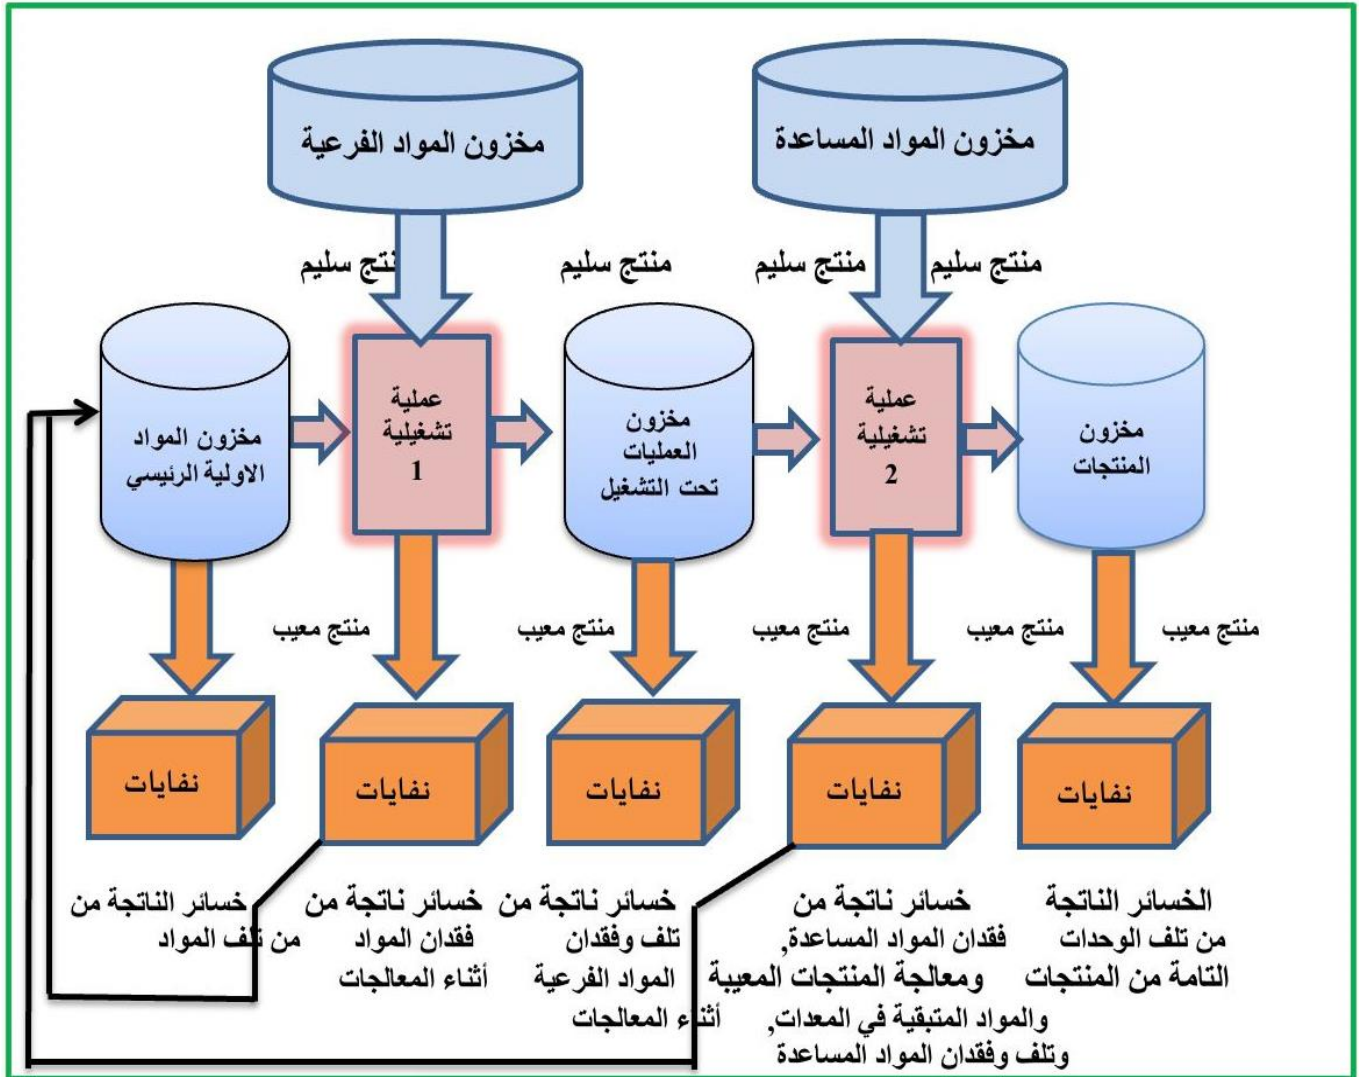 مخزون المواد المساعدة
مخزون المواد الفرعية
منتج سليم
منتج سليم
منتج سليم
نتج سليم
مخزون
المنتجات
عملية
تشغيلية
2
مخزون
العمليات
تحت التشغيل
عملية
تشغيلية
1
مخزون المواد
الاولية الرئيسي
منتج معيب
منتج معيب
منتج معيب
منتج معيب
منتج معيب
نفايات
نفايات
نفايات
نفايات
نفايات
الخسائر الناتجة
من تلف الوحدات
التامة من المنتجات
خسائر ناتجة من
فقدان المواد المساعدة,
ومعالجة المنتجات المعيبة
والمواد المتبقية في المعدات,
وتلف وفقدان المواد المساعدة
خسائر ناتجة من
تلف وفقدان
المواد الفرعية
أثناء المعالجات
خسائر ناتجة من
فقدان المواد
أثناء المعالجات
خسائر الناتجة من
من تلف المواد